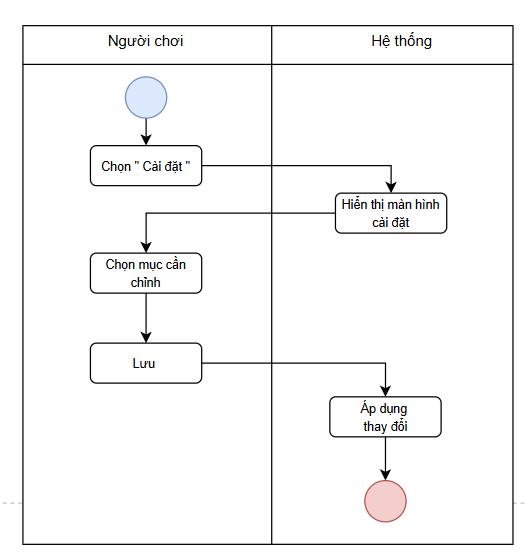 Người chơi
Hệ thống
Chọn " Cài đặt "
Hiển thị màn hình
cài đặt
Chọn mục cần
chỉnh
Lưu
Áp dụng
thay đổi